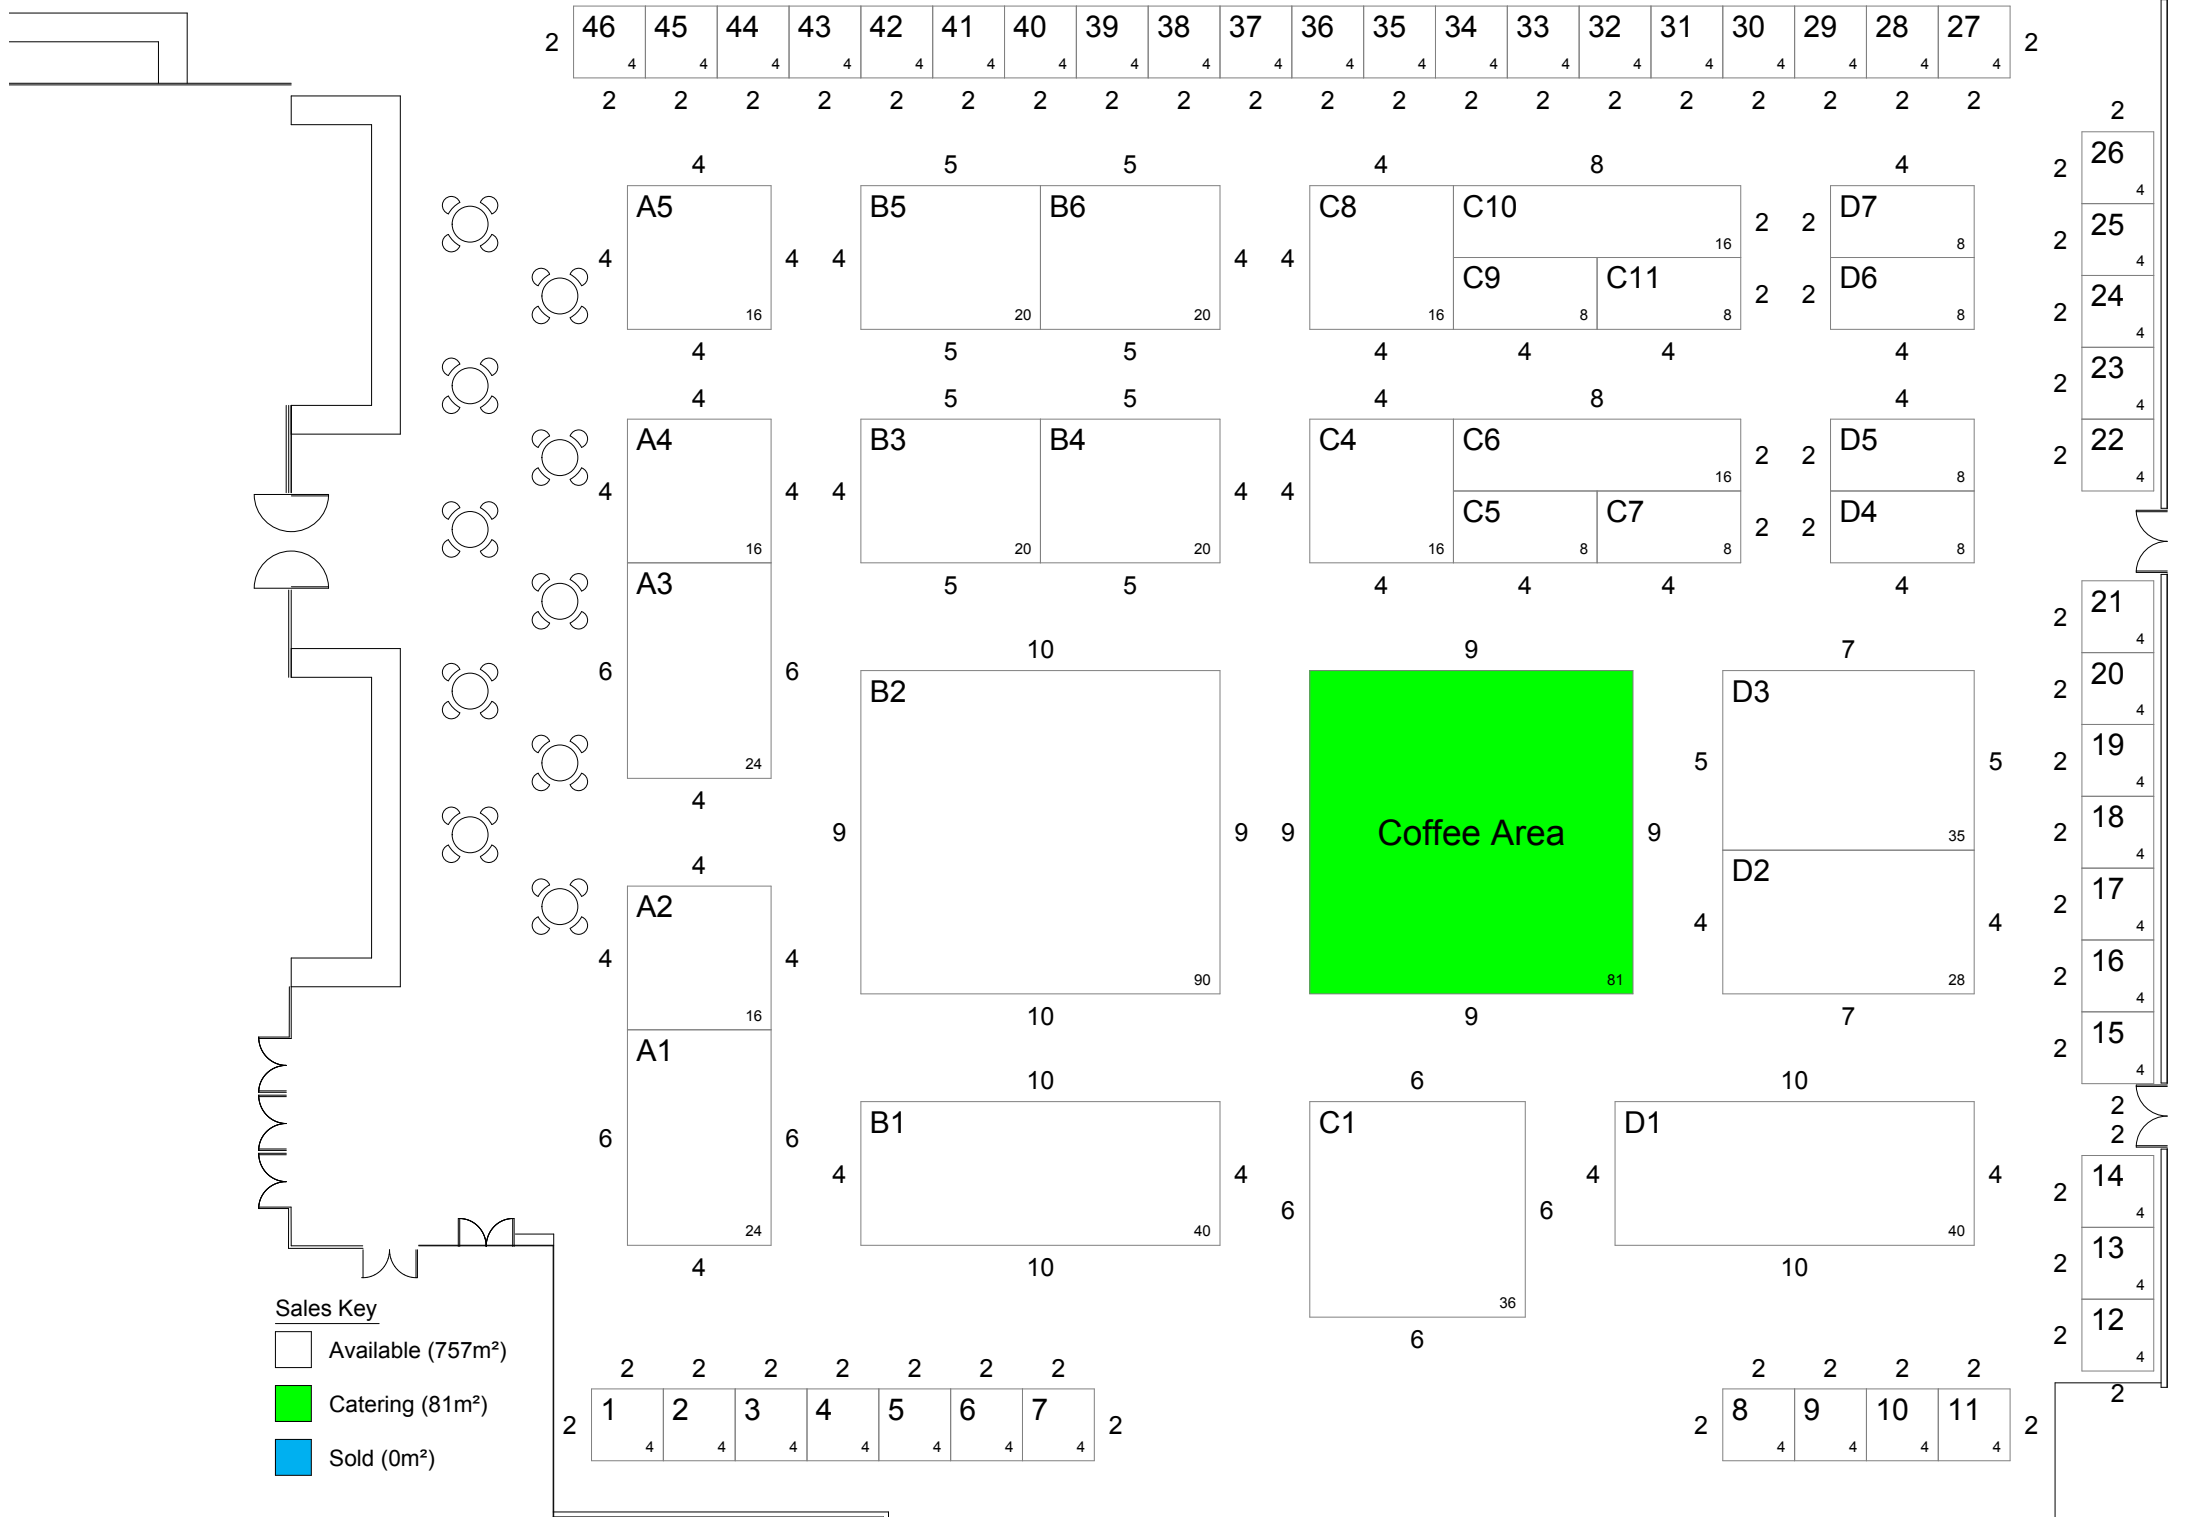 2 46 45 44 43 42 41 40 39 38 37 36 35 34 33 32 31 30 29 28 27 2
4 4 4 4 4 4 4 4 4 4 4 4 4 4 4 4 4 4 4 4
2 2 2 2 2 2 2 2 2 2 2 2 2 2 2 2 2 2 2 2
2
2 26
4
2 25
4
2 24
4
2 23
4
2 22
4
4 5 5 4 8 4
A5 B5 B6 C8 C10 2 2 D7
16 8
4 4 4 4 4
C9 C11 2 2 D6
16 20 20 16 8 8 8
4 5 5 4 4 4 4
4 5 5 4 8 4
A4 B3 B4 C4 C6 2 2 D5
16 8
4 4 4 4 4
C5 C7 2 2 D4
16 20 20 16 8 8 8
5 5 4 4 4 4
A3
6 6
24
4
10 9 7
B2 D3
5 5
9 9 9 Coffee Area 9
35
D2
4 4
90 81 28
10 9 7
2 21
4
2 20
4
2 19
4
2 18
4
2 17
4
2 16
4
2 15
4
2
4
A2
4 4
16
A1
6 6
24
4
10 6 10
B1 C1 D1
4 4 4 4
6 6
40 40
10 10
36
6
2
2 14
4
2 13
4
2 12
4
2
Sales Key
Available (757m²)
Catering (81m²)
Sold (0m²)
2 2 2 2 2 2 2 2 2 2 2
2 1 2 3 4 5 6 7 2 2 8 9 10 11 2
4 4 4 4 4 4 4 4 4 4 4